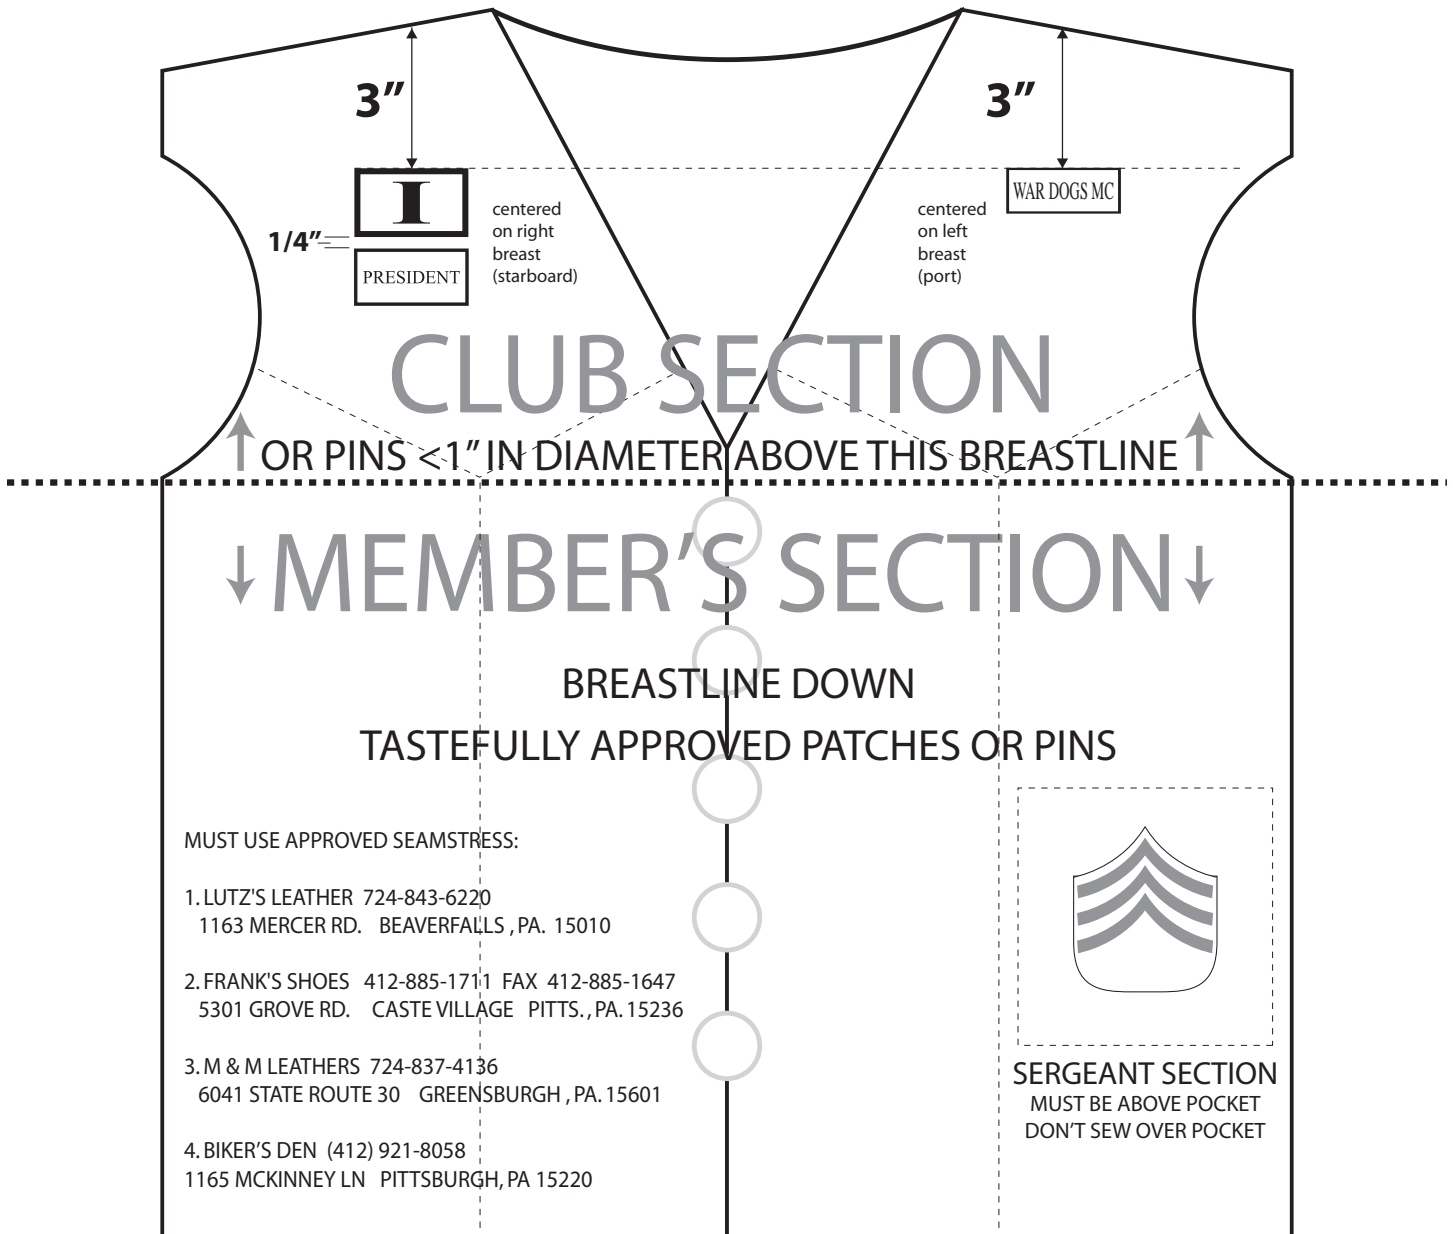 3” 3”
I
WAR DOGS MC
1/4”
PRESIDENT
centered
on right
breast
(starboard)
centered
on left
breast
(port)
CLUB SECTION
OR PINS <1” IN DIAMETER ABOVE THIS BREASTLINE
MEMBER’S SECTION
BREASTLINE DOWN
TASTEFULLY APPROVED PATCHES OR PINS
MUST USE APPROVED SEAMSTRESS:
1. LUTZ'S LEATHER 724-843-6220
1163 MERCER RD. BEAVERFALLS , PA. 15010
2. FRANK'S SHOES 412-885-1711 FAX 412-885-1647
5301 GROVE RD. CASTE VILLAGE PITTS. , PA. 15236
3. M & M LEATHERS 724-837-4136
6041 STATE ROUTE 30 GREENSBURGH , PA. 15601
4. BIKER’S DEN (412) 921-8058
1165 MCKINNEY LN PITTSBURGH, PA 15220
SERGEANT SECTION
MUST BE ABOVE POCKET
DON’T SEW OVER POCKET